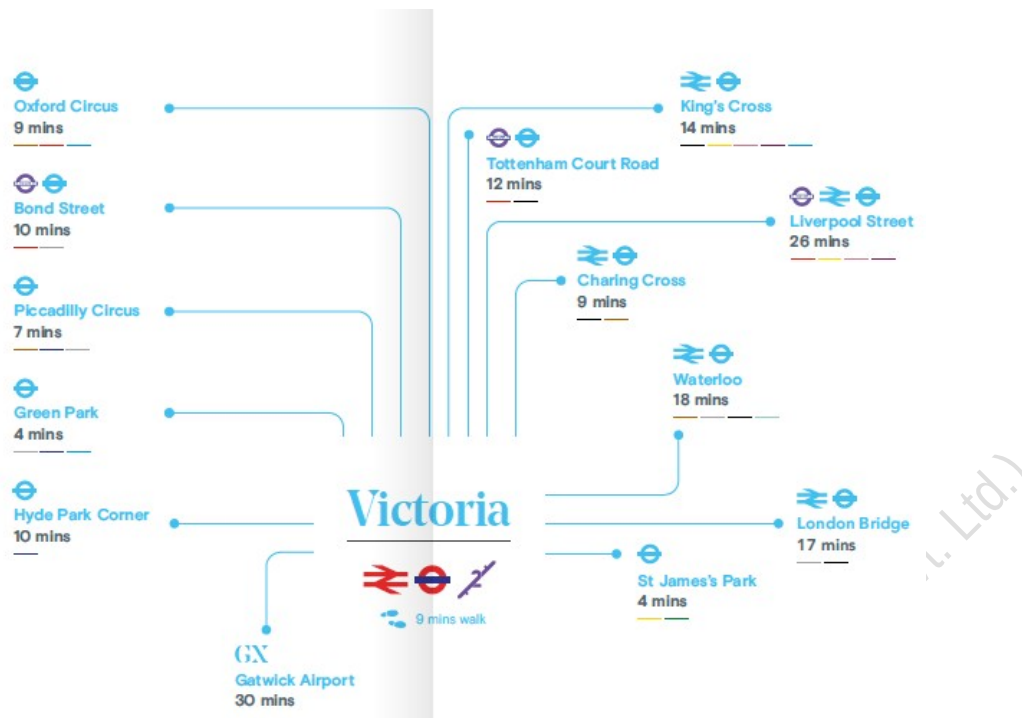 Oxford Circus
9 mins
Bond Street
10 mins
Piccadilly Circus
7 mins
Green Park
4 mins
Hyde Park Corner
10 mins
King's Cross
14 mins
Tottenham Court Road
12 mins
Liverpool Street
26 mins
Charing Cross
9 mins
Waterloo
18 mins
London Bridge
17 mins
St James's Park
4 mins
Victoria
2
9 mins walk
GX
Gatwick Airport
30 mins
Ltd.)